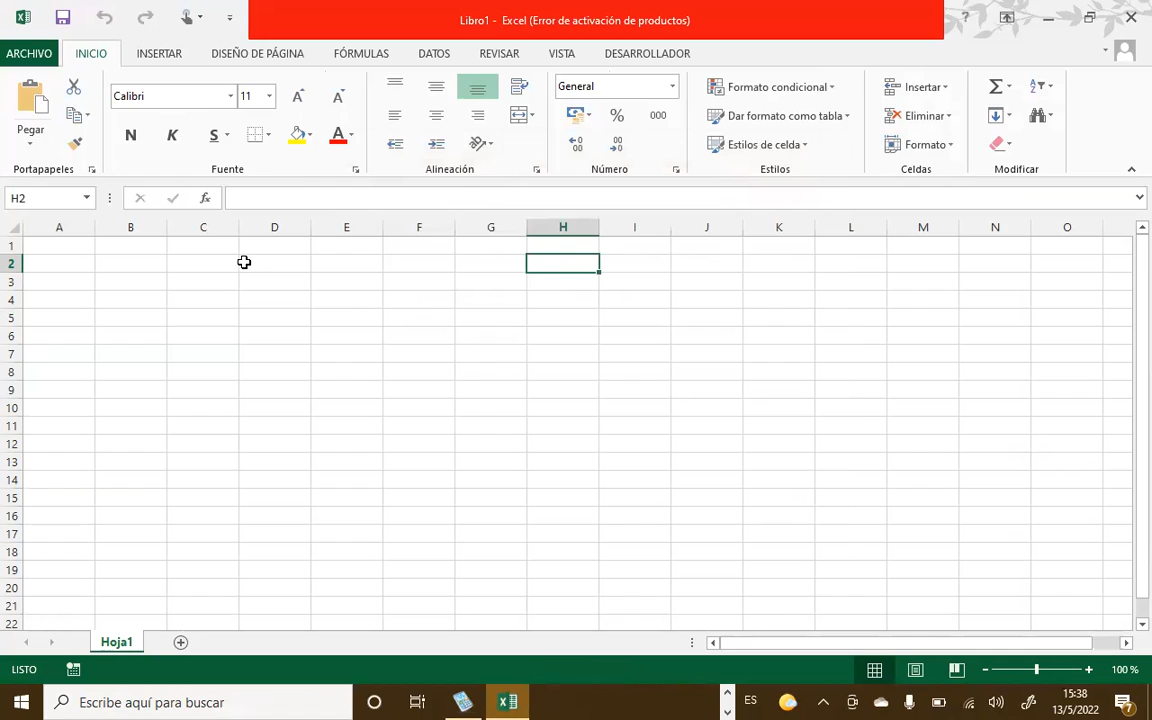 Libro1 - Excel (Error de activación de productos)
?
ARCHIVO INICIO INSERTAR DISEÑO DE PÁGINA FÓRMULAS DATOS REVISAR VISTA DESARROLLADOR
Pegar
Portapapeles
Calibri 11
N K S A
Fuente
Alineación
General
% 000
Número
Formato condicional
Dar formato como tabla
Estilos de celda
Estilos
Insertar
Eliminar
Formato
Celdas
Modificar
H2 fx
A B C D E F G H I J K L M N O
1
2
3
4
5
6
7
8
9
10
11
12
13
14
15
16
17
18
19
20
21
22
Hoja1
LISTO 100 %
Escribe aquí para buscar ES 15:38
13/5/2022 7